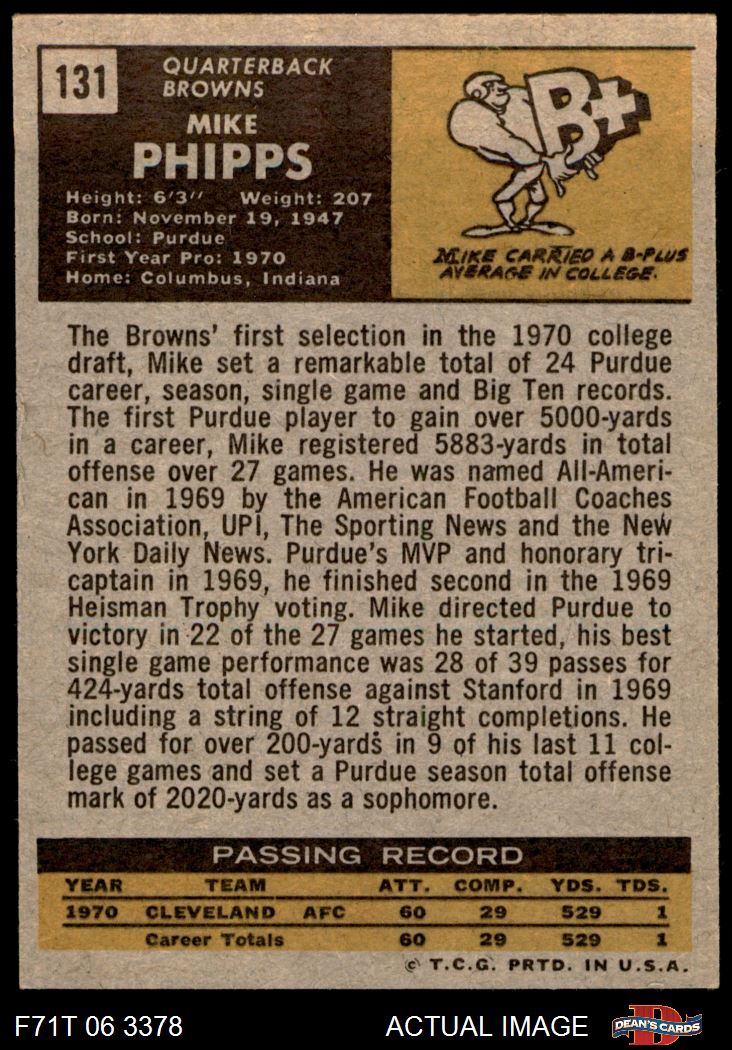 131
QUARTERBACK
BROWNS
MIKE
PHIPPS
Height: 6'3″ Weight: 207
Born: November 19, 1947
School: Purdue
First Year Pro: 1970
Home: Columbus, Indiana
B+
MIKE CARRIED A B-PLUS
AVERAGE IN COLLEGE.
The Browns' first selection in the 1970 college
draft, Mike set a remarkable total of 24 Purdue
career, season, single game and Big Ten records.
The first Purdue player to gain over 5000-yards
in a career, Mike registered 5883-yards in total
offense over 27 games. He was named All-Ameri-
can in 1969 by the American Football Coaches
Association, UPI, The Sporting News and the New
York Daily News. Purdue's MVP and honorary tri-
captain in 1969, he finished second in the 1969
Heisman Trophy voting. Mike directed Purdue to
victory in 22 of the 27 games he started, his best
single game performance was 28 of 39 passes for
424-yards total offense against Stanford in 1969
including a string of 12 straight completions. He
passed for over 200-yards in 9 of his last 11 col-
lege games and set a Purdue season total offense
mark of 2020-yards as a sophomore.
PASSING RECORD
YEAR TEAM ATT. COMP. YDS. TDS.
1970 CLEVELAND AFC 60 29 529 1
Career Totals 60 29 529 1
© T.C.G. PRTD. IN U.S.A.
F71T 06 3378 ACTUAL IMAGE D DEAN'S CARDS